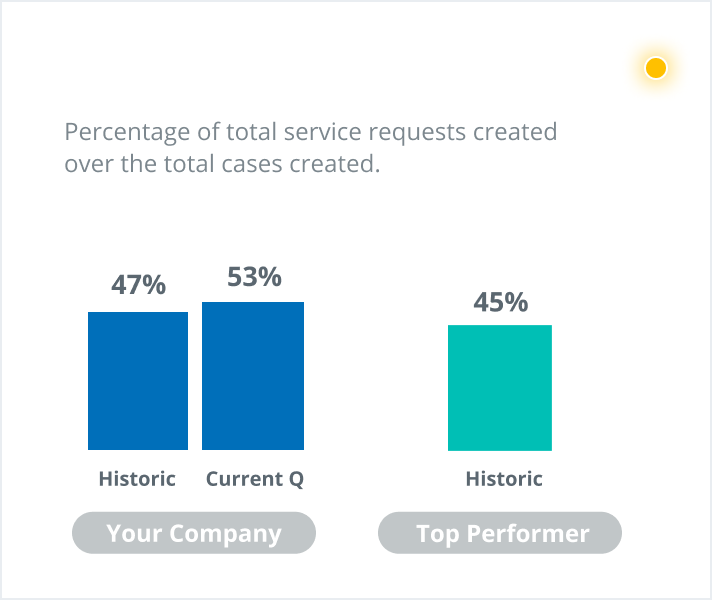 Percentage of total service requests created
over the total cases created.
47%
53%
45%
Historic
Current Q
Historic
Your Company
Top Performer